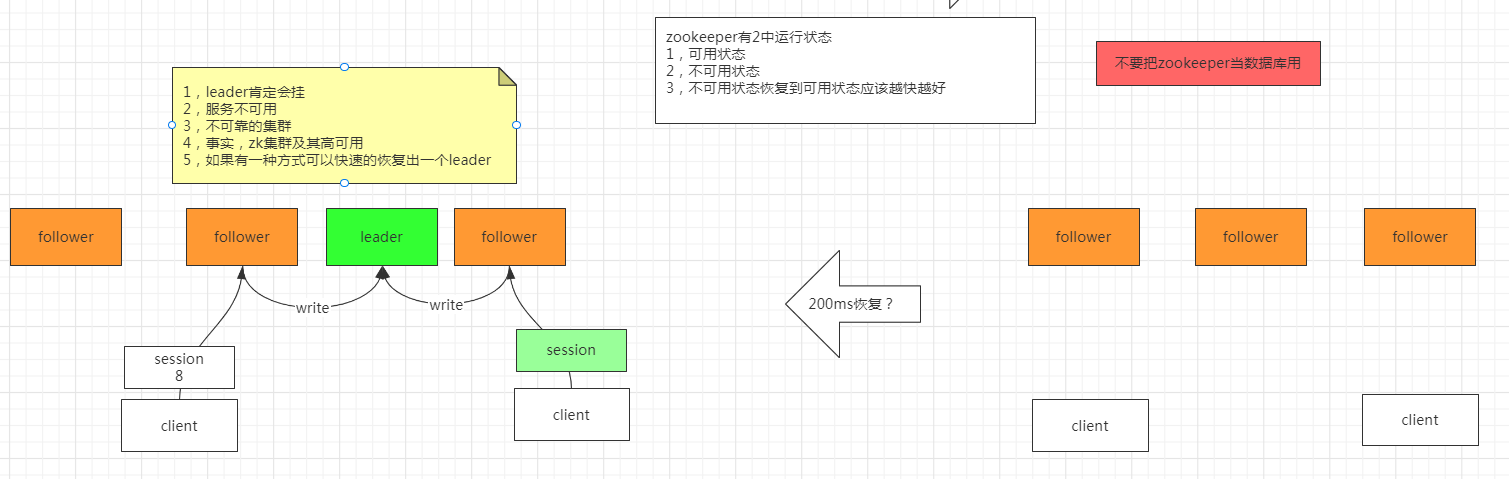 zookeeper有2中运行状态
1，可用状态
2，不可用状态
3，不可用状态恢复到可用状态应该越快越好
不要把zookeeper当数据库用
1，leader肯定会挂
2，服务不可用
3，不可靠的集群
4，事实，zk集群及其高可用
5，如果有一种方式可以快速的恢复出一个leader
follower
follower
leader
follower
follower
follower
follower
write
write
200ms恢复？
session
8
session
client
client
client
client